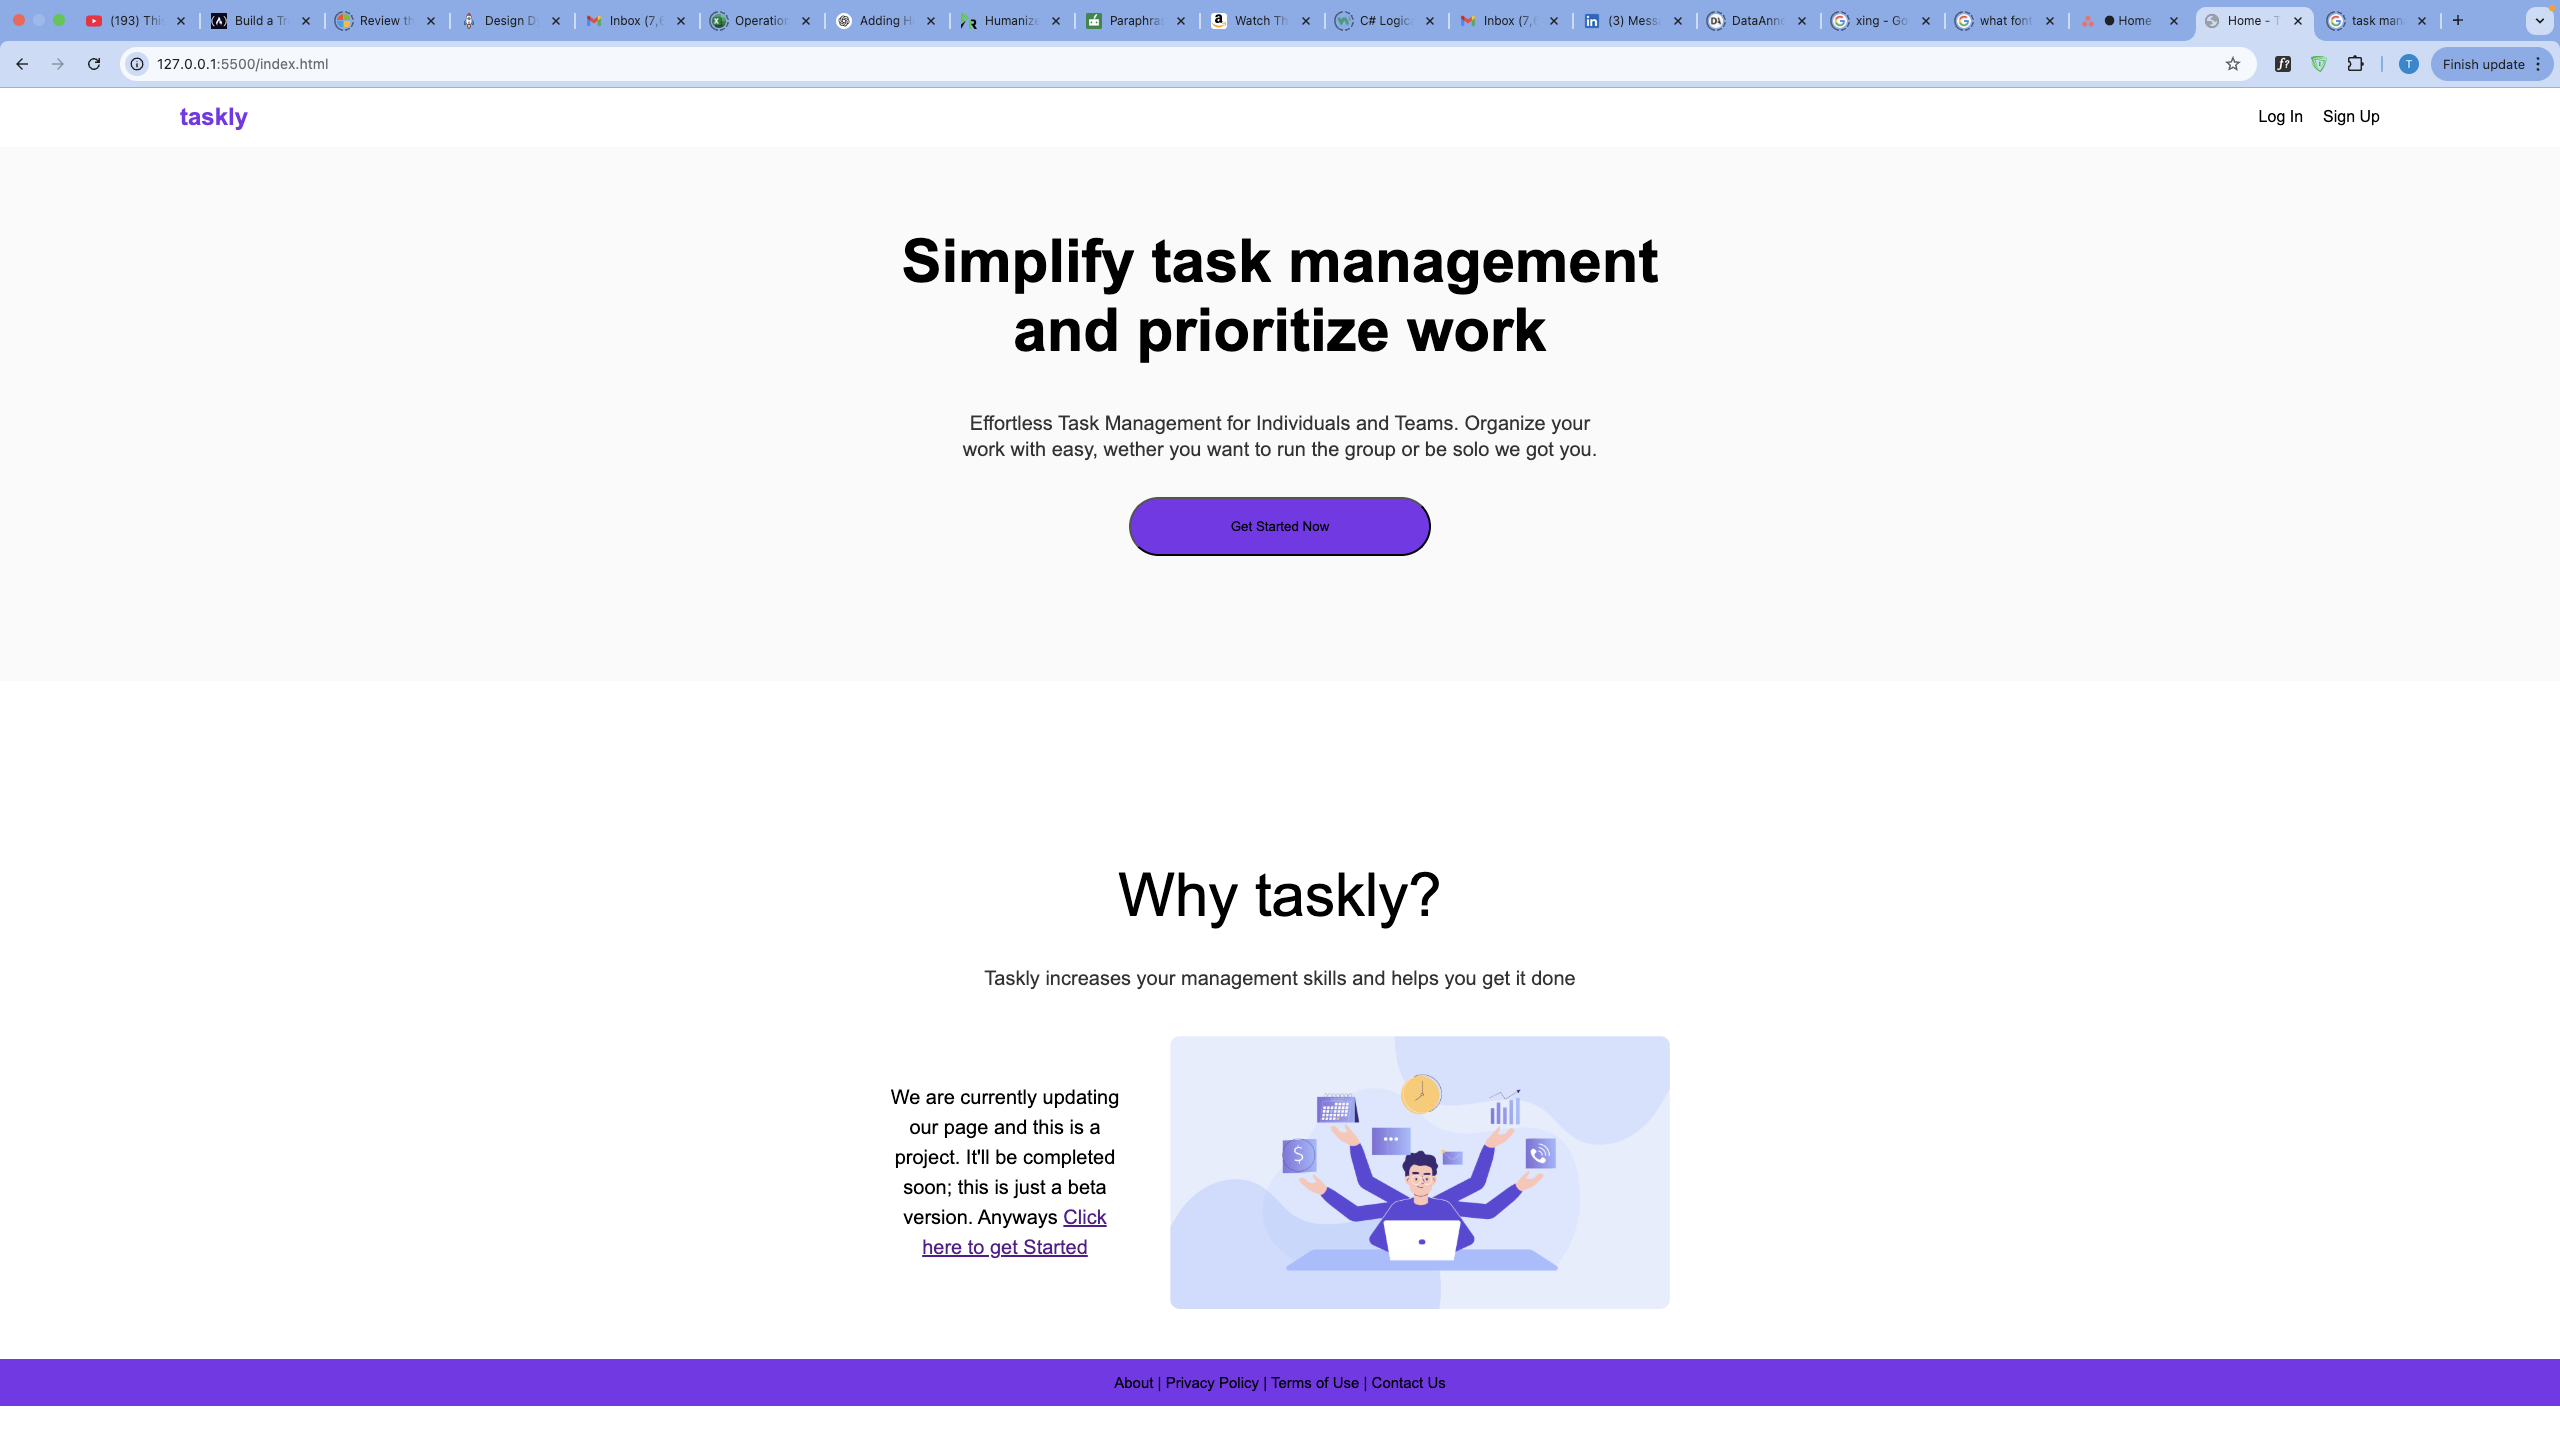 (193) Thi
Build a Tr
Review th
Design D
Inbox (7,6
Operation
Adding H
Humanize
Paraphras
Watch Th
C# Logic
Inbox (7,6
(3) Mess
DataAnno
xing - Go
what font
Home
Home - T
task man
127.0.0.1:5500/index.html
T
Finish update
taskly
Log In
Sign Up
Simplify task management
and prioritize work
Effortless Task Management for Individuals and Teams. Organize your
work with easy, wether you want to run the group or be solo we got you.
Get Started Now
Why taskly?
Taskly increases your management skills and helps you get it done
We are currently updating
our page and this is a
project. It'll be completed
soon; this is just a beta
version. Anyways Click
here to get Started
About | Privacy Policy | Terms of Use | Contact Us